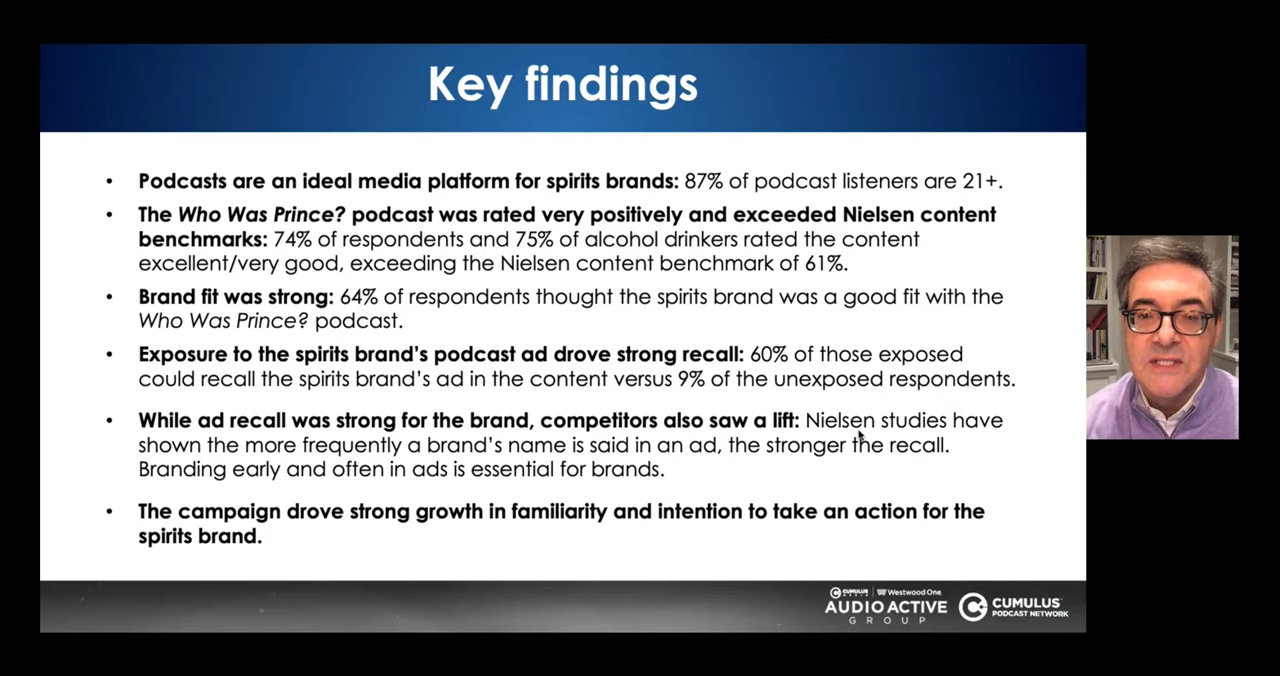 Key findings
• Podcasts are an ideal media platform for spirits brands: 87% of podcast listeners are 21+.
• The Who Was Prince? podcast was rated very positively and exceeded Nielsen content
benchmarks: 74% of respondents and 75% of alcohol drinkers rated the content
excellent/very good, exceeding the Nielsen content benchmark of 61%.
• Brand fit was strong: 64% of respondents thought the spirits brand was a good fit with the
Who Was Prince? podcast.
• Exposure to the spirits brand's podcast ad drove strong recall: 60% of those exposed
could recall the spirits brand's ad in the content versus 9% of the unexposed respondents.
• While ad recall was strong for the brand, competitors also saw a lift: Nielsen studies have
shown the more frequently a brand's name is said in an ad, the stronger the recall.
Branding early and often in ads is essential for brands.
• The campaign drove strong growth in familiarity and intention to take an action for the
spirits brand.
CUMULUS MEDIA | Westwood One
AUDIO ACTIVE
GROUP
CUMULUS
PODCAST NETWORK